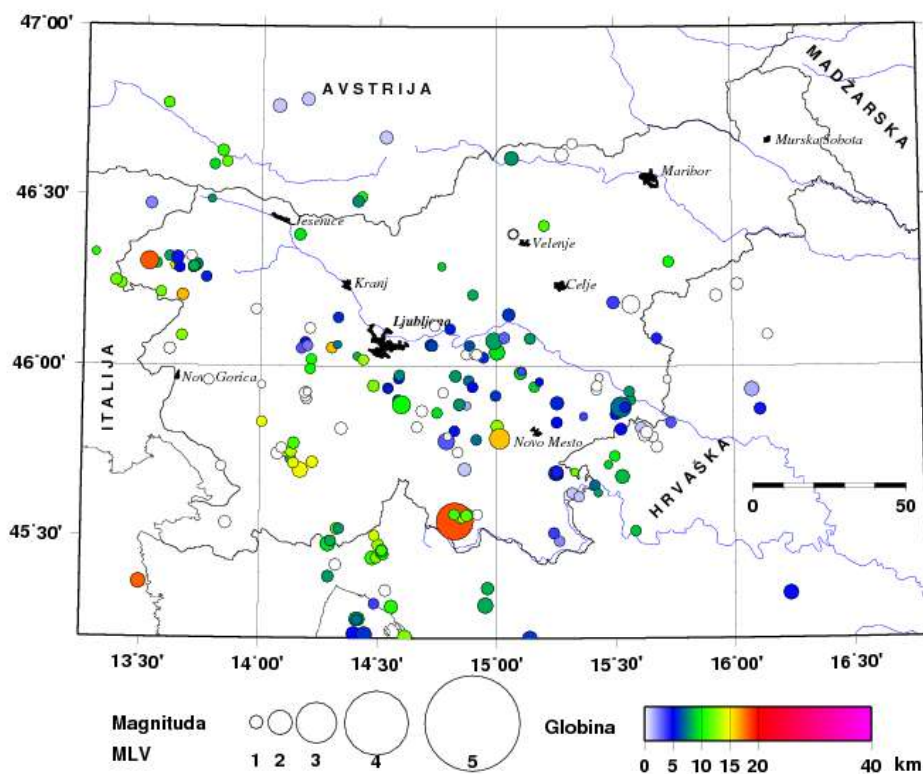 47°00'
AVSTRIJA
MADŽARSKA
Murska Sobota
46°30'
Maribor
Jesenice
Velenje
Kranj
Celje
Ljubljana
46°00'
ITALIJA
Nova Gorica
Novo Mesto
HRVAŠKA
0 50
45°30'
13°30' 14°00' 14°30' 15°00' 15°30' 16°00' 16°30'
Magnituda
MLV
1 2 3 4 5
Globina
0 5 10 15 20 40 km